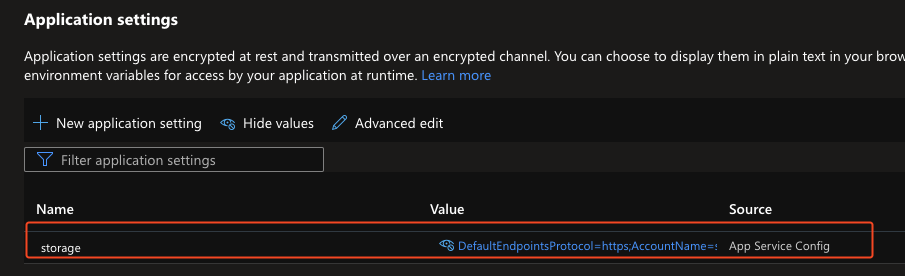 Application settings
Application settings are encrypted at rest and transmitted over an encrypted channel. You can choose to display them in plain text in your brow
environment variables for access by your application at runtime. Learn more
New application setting Hide values Advanced edit
Filter application settings
Name Value Source
storage DefaultEndpointsProtocol=https;AccountName=s App Service Config